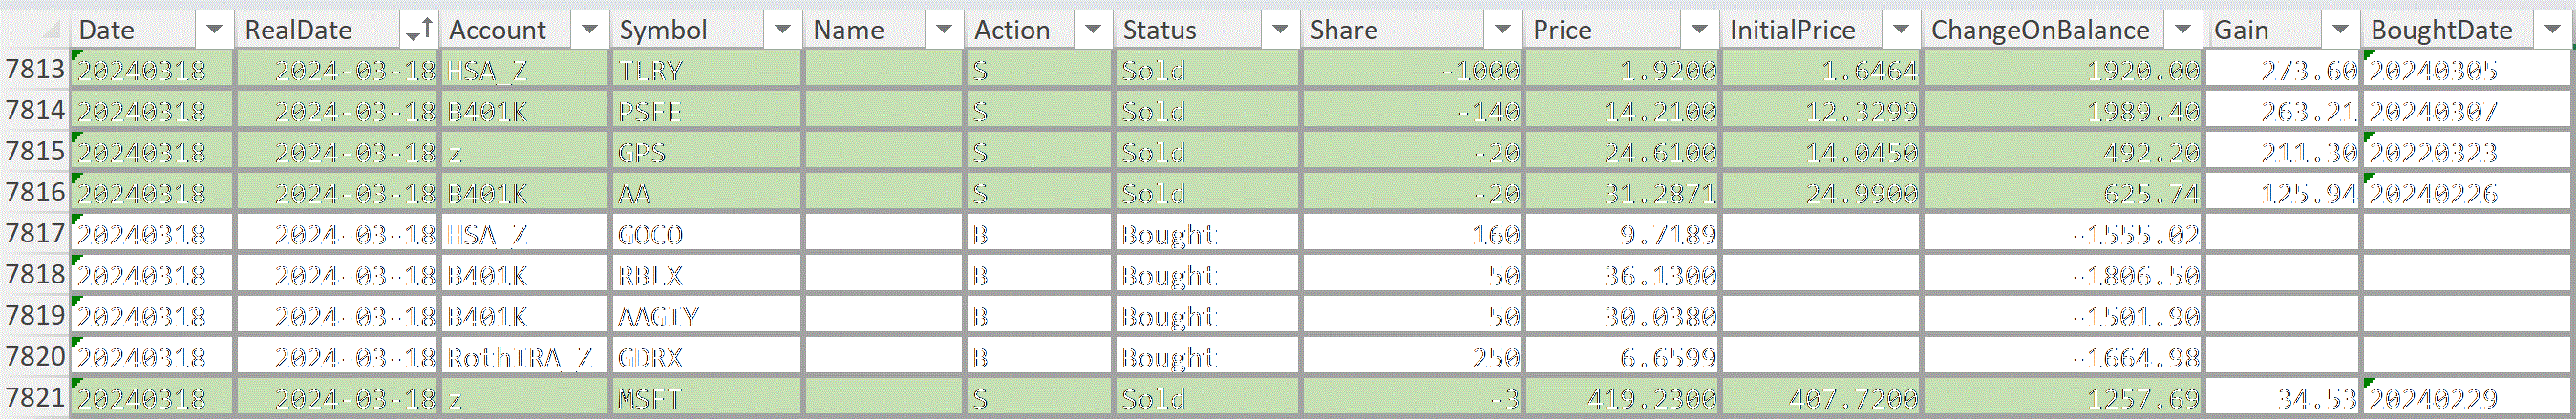 Date RealDate Account Symbol Name Action Status Share Price InitialPrice ChangeOnBalance Gain BoughtDate
7813 20240318 2024-03-18 HSA_Z TLRY S Sold -1000 1.9200 1.6464 1920.00 273.60 20240305
7814 20240318 2024-03-18 B401K PSFE S Sold -140 14.2100 12.3299 1989.40 263.21 20240307
7815 20240318 2024-03-18 z GPS S Sold -20 24.6100 14.0450 492.20 211.30 20220323
7816 20240318 2024-03-18 B401K AA S Sold -20 31.2871 24.9900 625.74 125.94 20240226
7817 20240318 2024-03-18 HSA_Z GOCO B Bought 160 9.7189 -1555.02
7818 20240318 2024-03-18 B401K RBLX B Bought 50 36.1300 -1806.50
7819 20240318 2024-03-18 B401K AAGIY B Bought 50 30.0380 -1501.90
7820 20240318 2024-03-18 RothIRA_Z GDRX B Bought 250 6.6599 -1664.98
7821 20240318 2024-03-18 z MSFT S Sold -3 419.2300 407.7200 1257.69 34.53 20240229